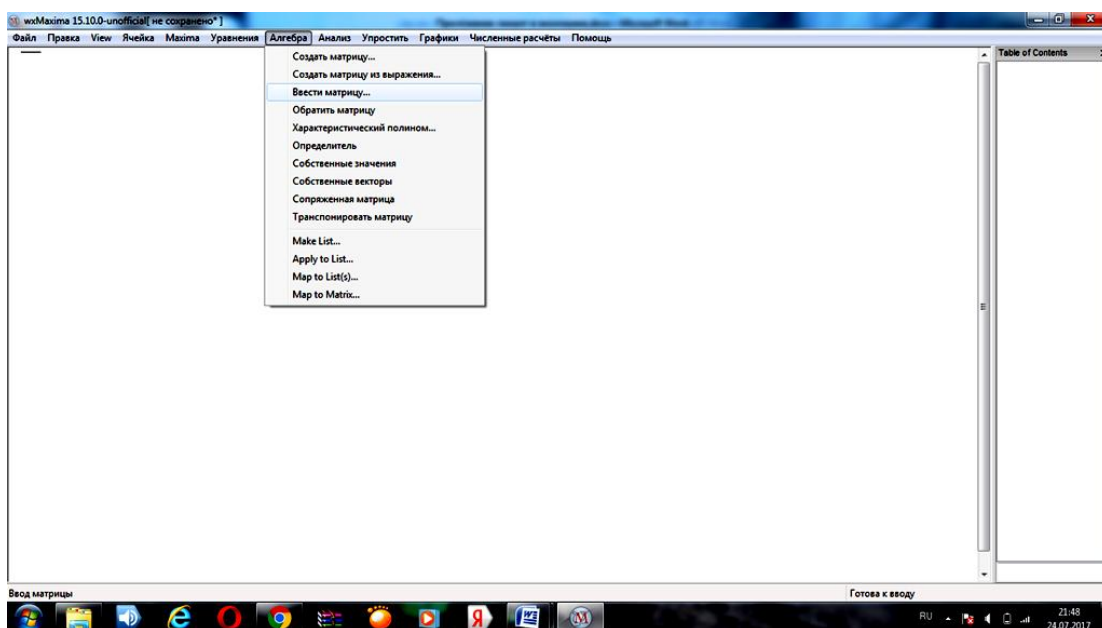 wxMaxima 15.10.0-unofficial[ не сохранено* ]
Файл Правка View Ячейка Maxima Уравнения Алгебра Анализ Упростить Графики Численные расчёты Помощь
Создать матрицу...
Создать матрицу из выражения...
Ввести матрицу...
Обратить матрицу
Характеристический полином...
Определитель
Собственные значения
Собственные векторы
Сопряженная матрица
Транспонировать матрицу
Make List...
Apply to List...
Map to List(s)...
Map to Matrix...
Table of Contents
Ввод матрицы
Готова к вводу
RU
21:48
24.07.2017